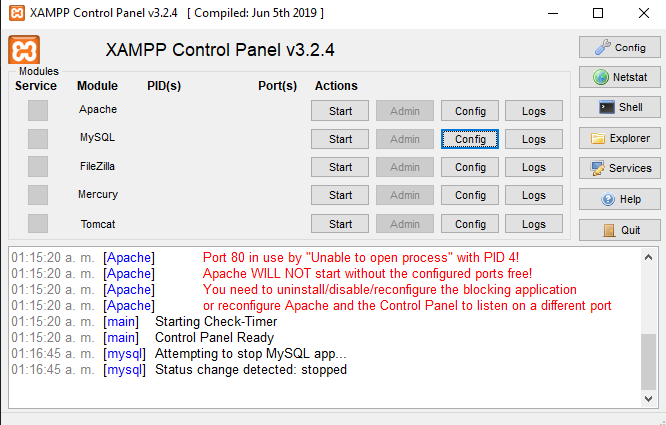 XAMPP Control Panel v3.2.4 [ Compiled: Jun 5th 2019 ]
XAMPP Control Panel v3.2.4
Config
Modules
Service Module PID(s) Port(s) Actions
Netstat
Apache Start Admin Config Logs
Shell
MySQL Start Admin Config Logs
Explorer
FileZilla Start Admin Config Logs
Services
Mercury Start Admin Config Logs
Help
Tomcat Start Admin Config Logs
Quit
01:15:20 a. m. [Apache] Port 80 in use by "Unable to open process" with PID 4!
01:15:20 a. m. [Apache] Apache WILL NOT start without the configured ports free!
01:15:20 a. m. [Apache] You need to uninstall/disable/reconfigure the blocking application
01:15:20 a. m. [Apache] or reconfigure Apache and the Control Panel to listen on a different port
01:15:20 a. m. [main] Starting Check-Timer
01:15:20 a. m. [main] Control Panel Ready
01:16:45 a. m. [mysql] Attempting to stop MySQL app...
01:16:45 a. m. [mysql] Status change detected: stopped